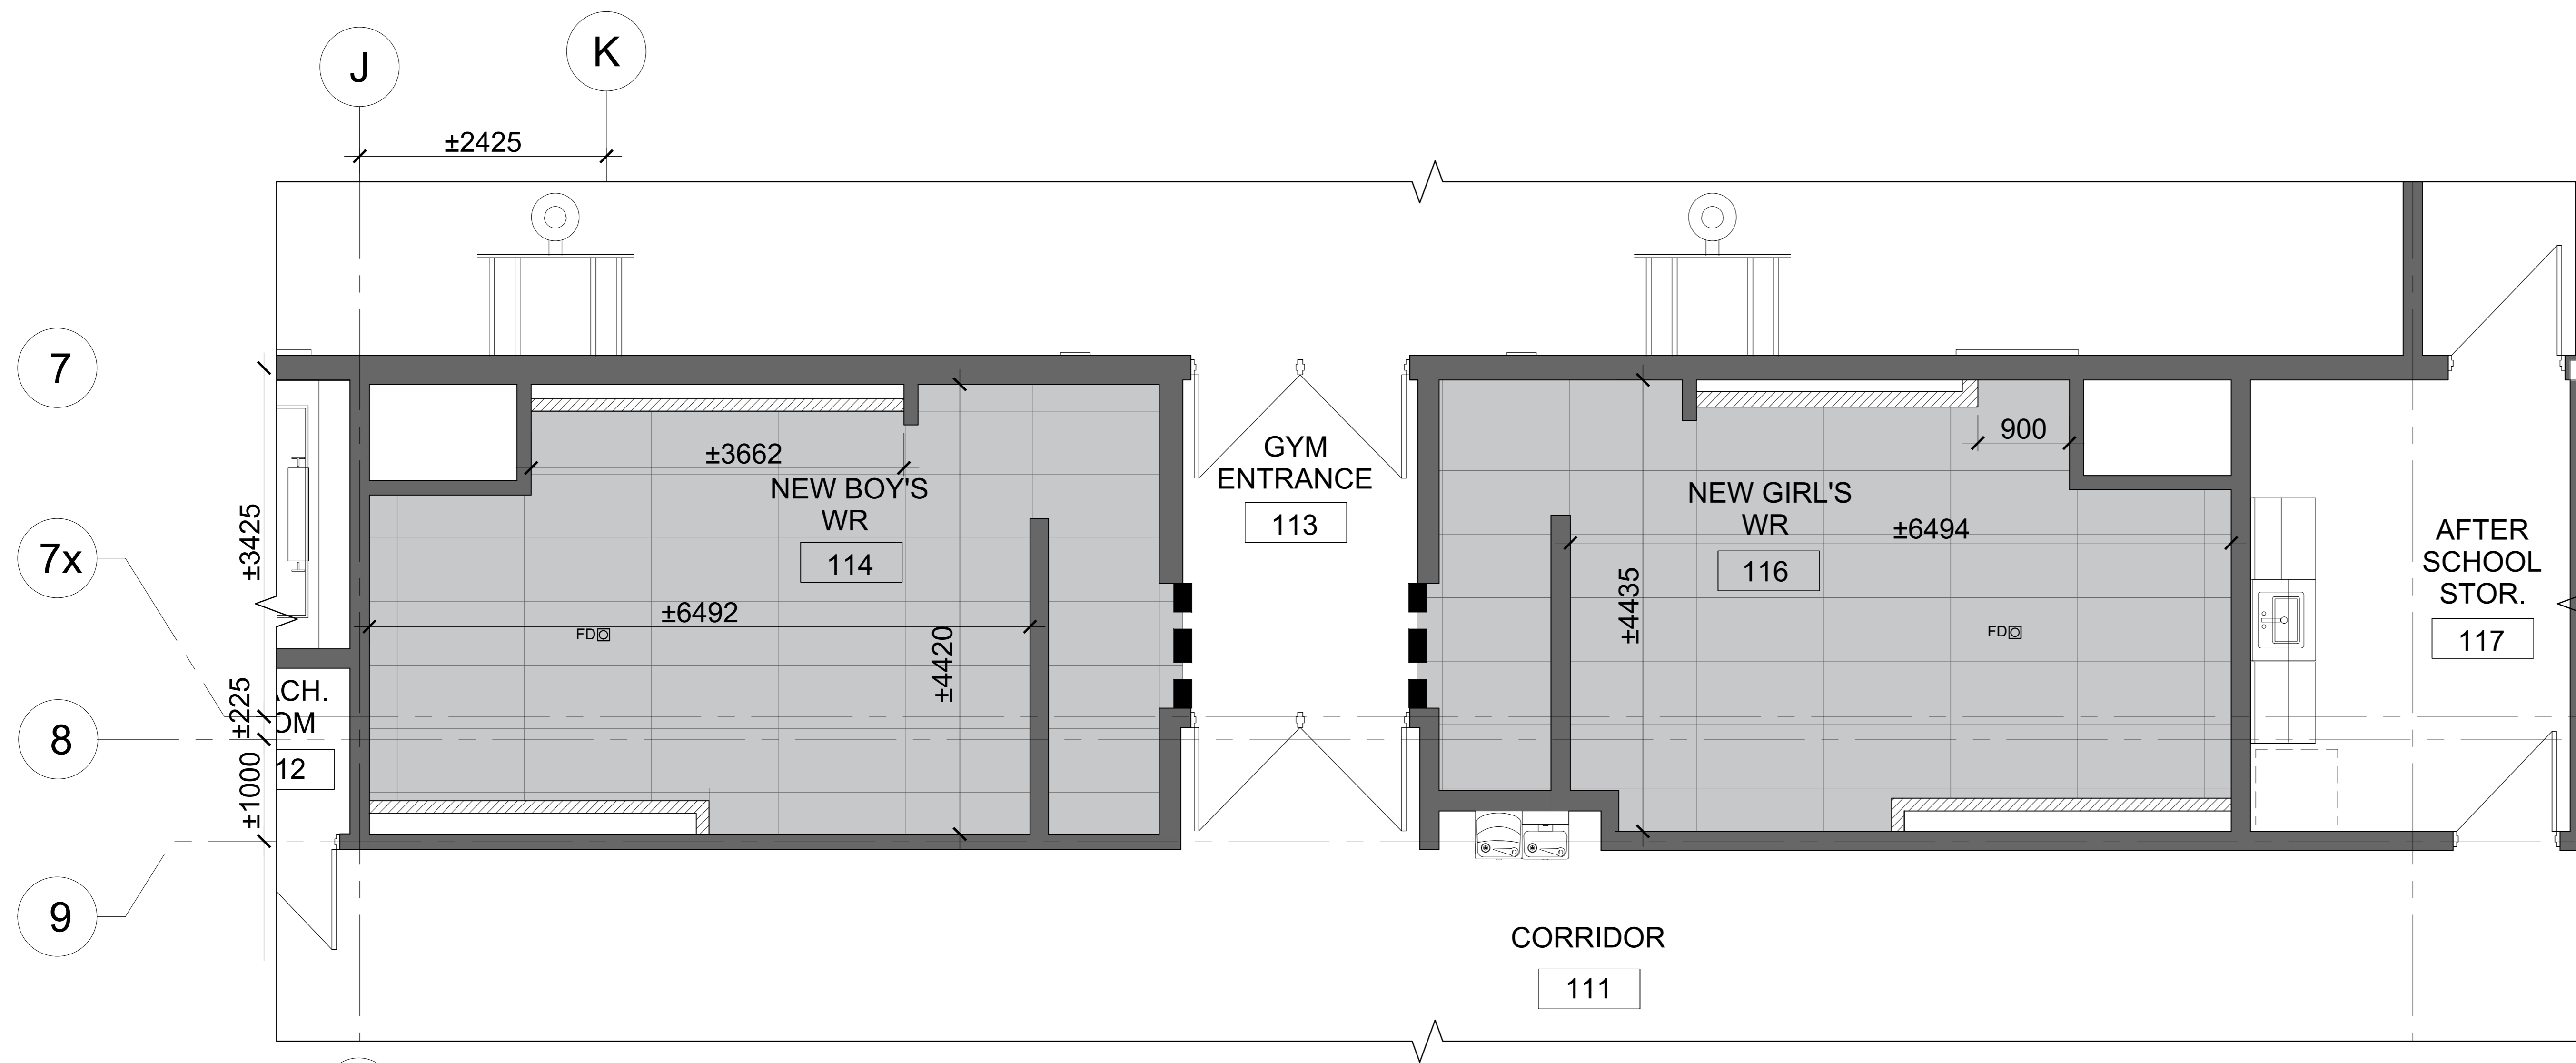 J
K
±2425
7
7x
8
9
±3425
±225
±1000
±3662
NEW BOY'S
WR
114
±6492
FD
±4420
GYM
ENTRANCE
113
900
NEW GIRL'S
WR
116
±6494
±4435
FD
AFTER
SCHOOL
STOR.
117
ACH.
OM
12
CORRIDOR
111